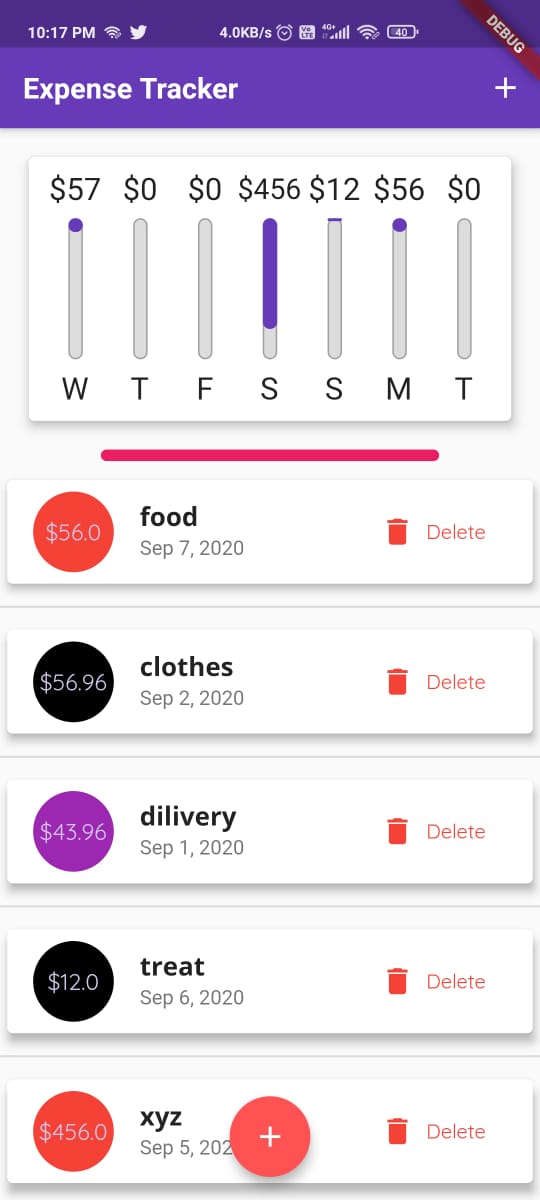 10:17 PM 4.0KB/s Vo LTE 4G+ 40
DEBUG
Expense Tracker +
$57 $0 $0 $456 $12 $56 $0
W T F S S M T
$56.0 food Delete
Sep 7, 2020
$56.96 clothes Delete
Sep 2, 2020
$43.96 dilivery Delete
Sep 1, 2020
$12.0 treat Delete
Sep 6, 2020
$456.0 xyz Delete
Sep 5, 202
+